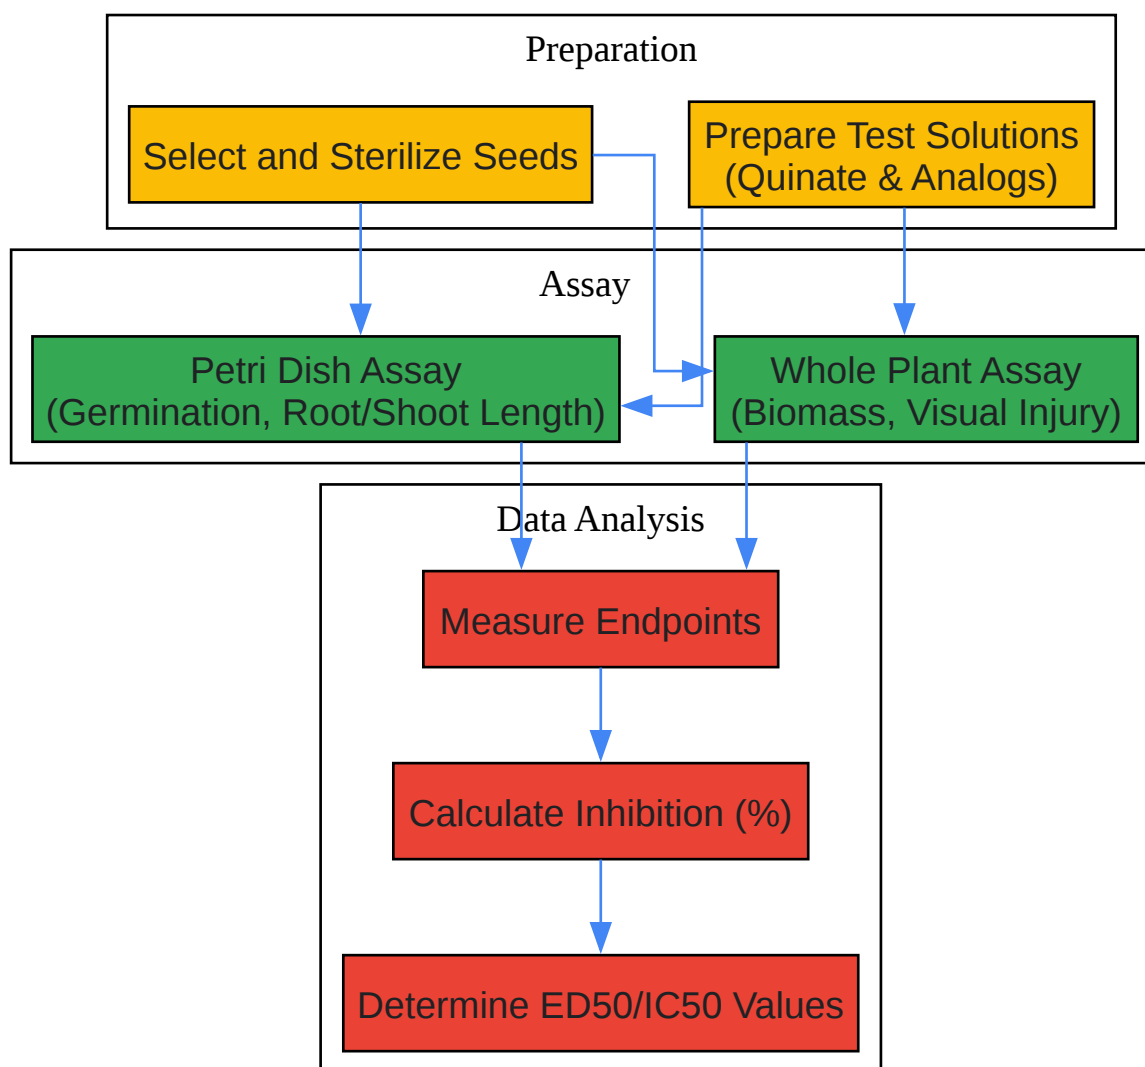 Preparation
Select and Sterilize Seeds
Prepare Test Solutions
(Quinate & Analogs)
Assay
Petri Dish Assay
(Germination, Root/Shoot Length)
Whole Plant Assay
(Biomass, Visual Injury)
Data Analysis
Measure Endpoints
Calculate Inhibition (%)
Determine ED50/IC50 Values